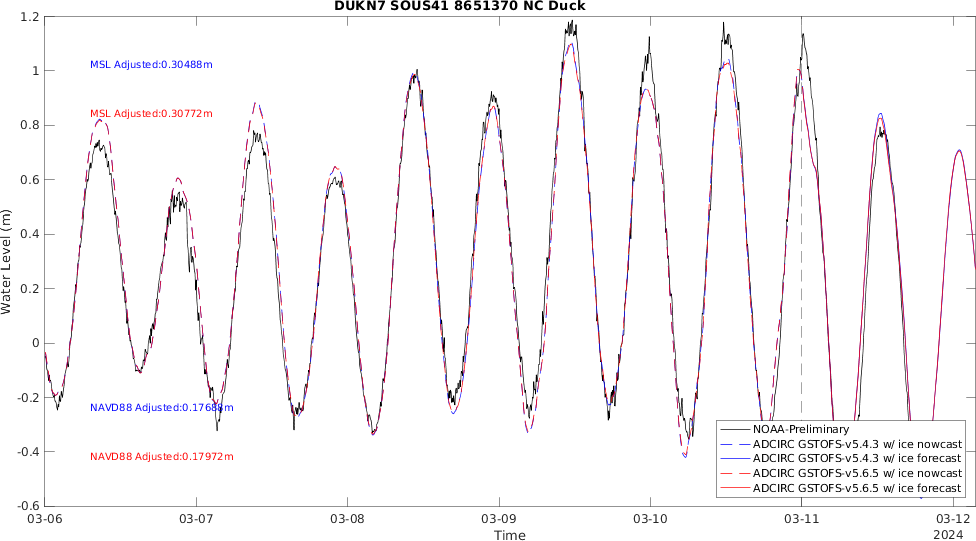 DUKN7 SOUS41 8651370 NC Duck
1.2
1
0.8
0.6
0.4
0.2
0
-0.2
-0.4
-0.6
Water Level (m)
MSL Adjusted:0.30488m
MSL Adjusted:0.30772m
NAVD88 Adjusted:0.17688m
NAVD88 Adjusted:0.17972m
NOAA-Preliminary
ADCIRC GSTOFS-v5.4.3 w/ ice nowcast
ADCIRC GSTOFS-v5.4.3 w/ ice forecast
ADCIRC GSTOFS-v5.6.5 w/ ice nowcast
ADCIRC GSTOFS-v5.6.5 w/ ice forecast
03-06 03-07 03-08 03-09 03-10 03-11 03-12
Time
2024